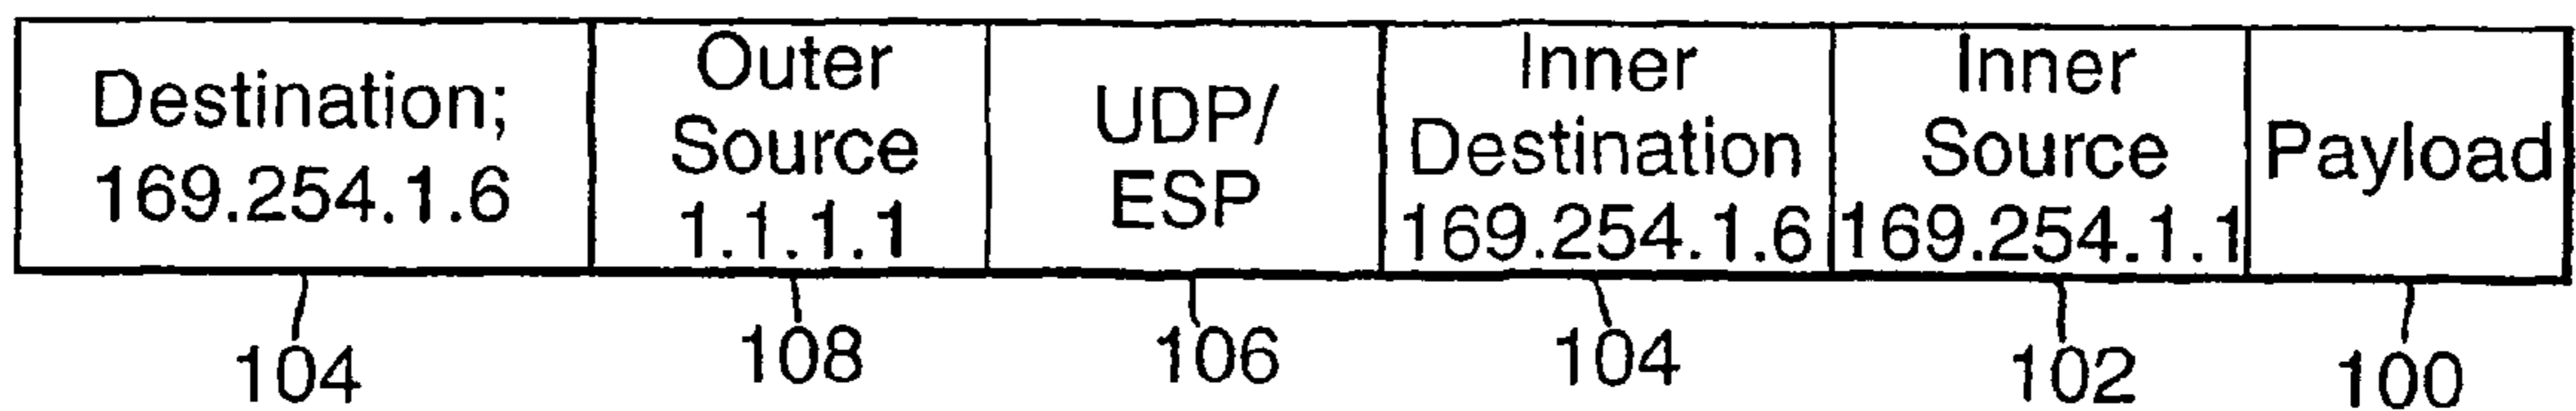 Destination;
169.254.1.6
Outer
Source
1.1.1.1
UDP/
ESP
Inner
Destination
169.254.1.6
Inner
Source
169.254.1.1
Payload
104
108
106
104
102
100